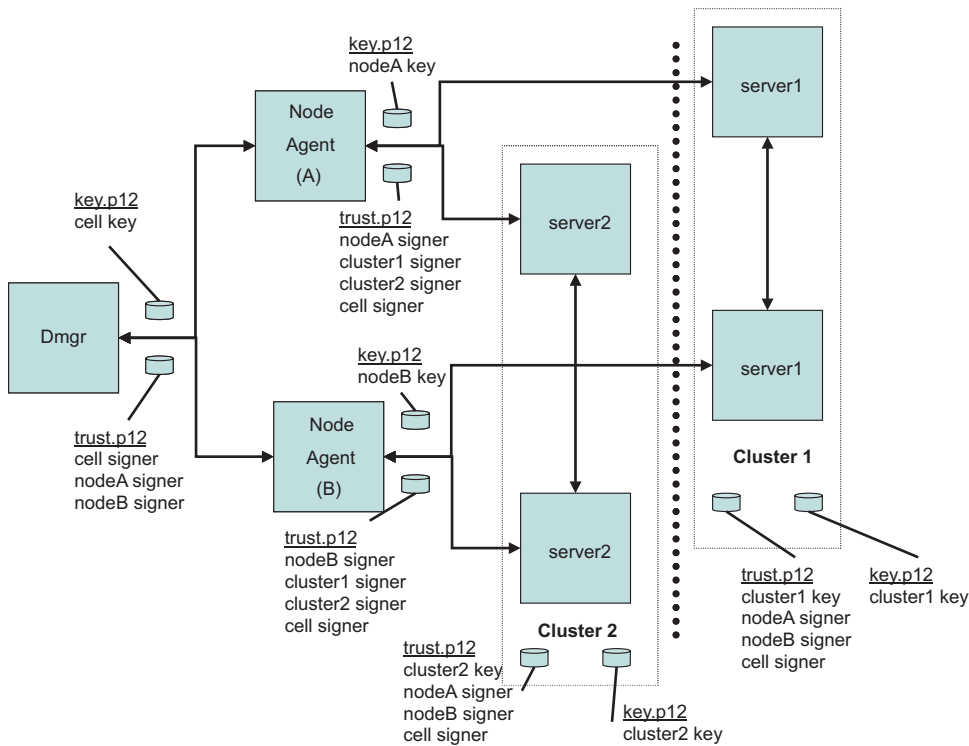 key.p12
nodeA key
server1
Node
Agent
(A)
key.p12
cell key
trust.p12
nodeA signer
cluster1 signer
cluster2 signer
cell signer
server2
Dmgr
key.p12
nodeB key
server1
trust.p12
cell signer
nodeA signer
nodeB signer
Node
Agent
(B)
Cluster 1
trust.p12
nodeB signer
cluster1 signer
cluster2 signer
cell signer
server2
trust.p12
cluster1 key
nodeA signer
nodeB signer
cell signer
key.p12
cluster1 key
Cluster 2
trust.p12
cluster2 key
nodeA signer
nodeB signer
cell signer
key.p12
cluster2 key